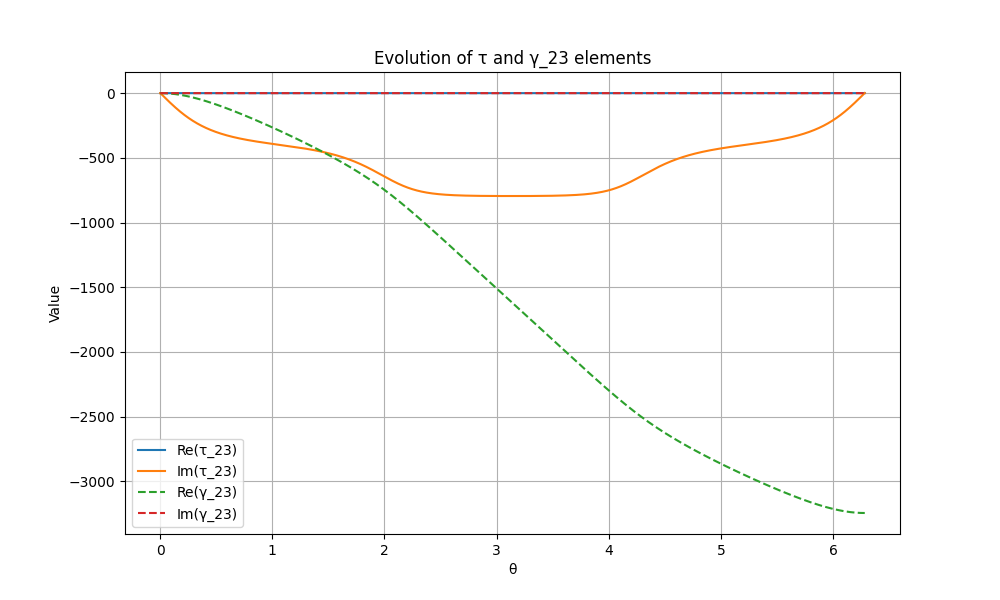 Evolution of τ and γ_23 elements
Value
0
−500
−1000
−1500
−2000
−2500
−3000
Re(τ_23)
Im(τ_23)
Re(γ_23)
Im(γ_23)
0 1 2 3 4 5 6
θ